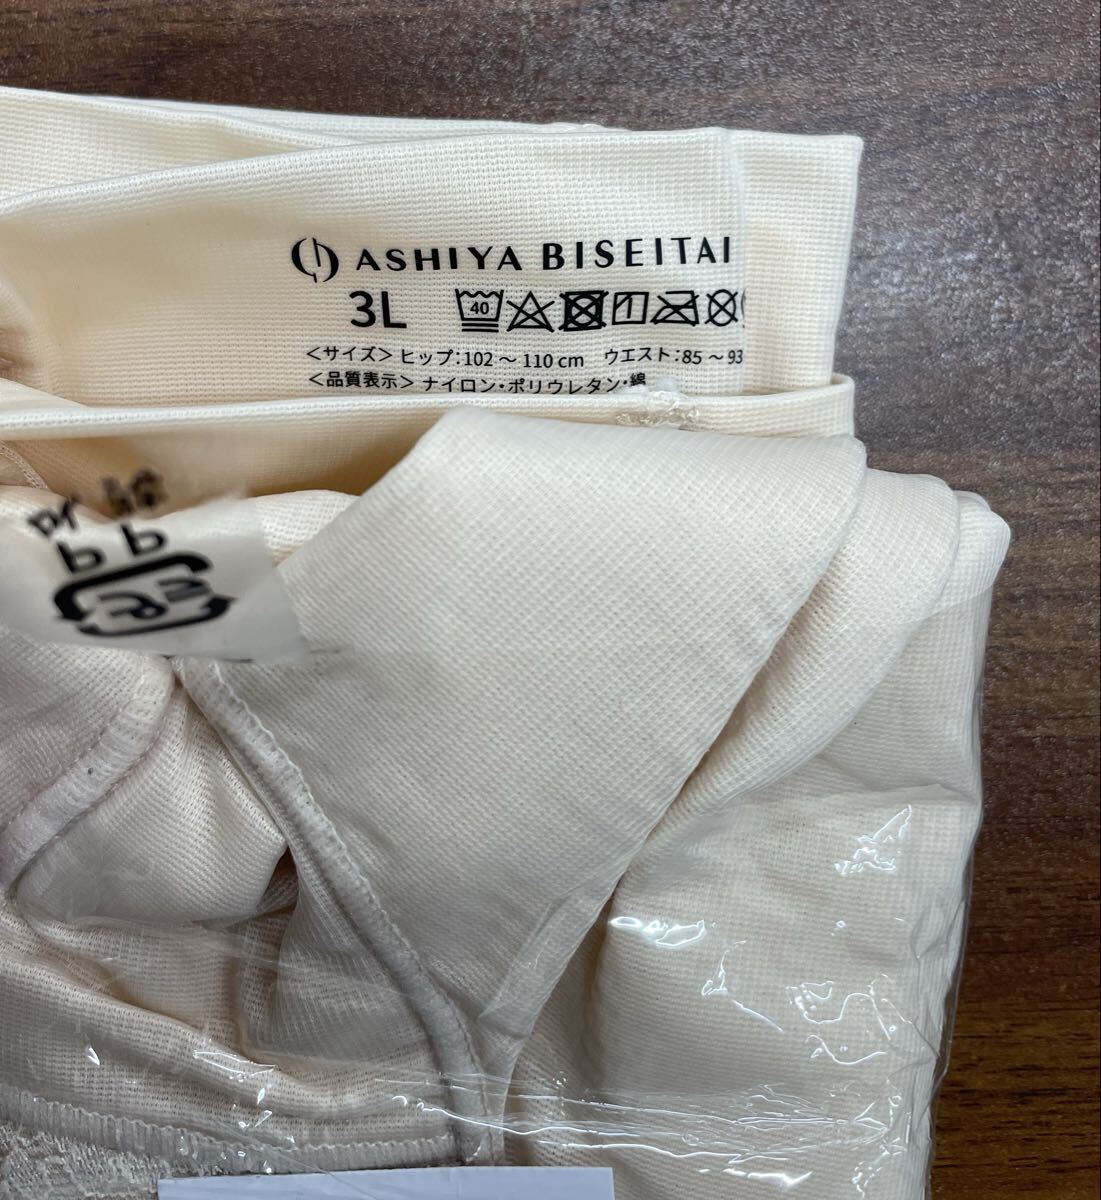 ASHIYA BISEITAI
3L 40
＜サイズ＞ヒップ:102〜110cm ウエスト:85〜93
＜品質表示＞ナイロン・ポリウレタン・綿